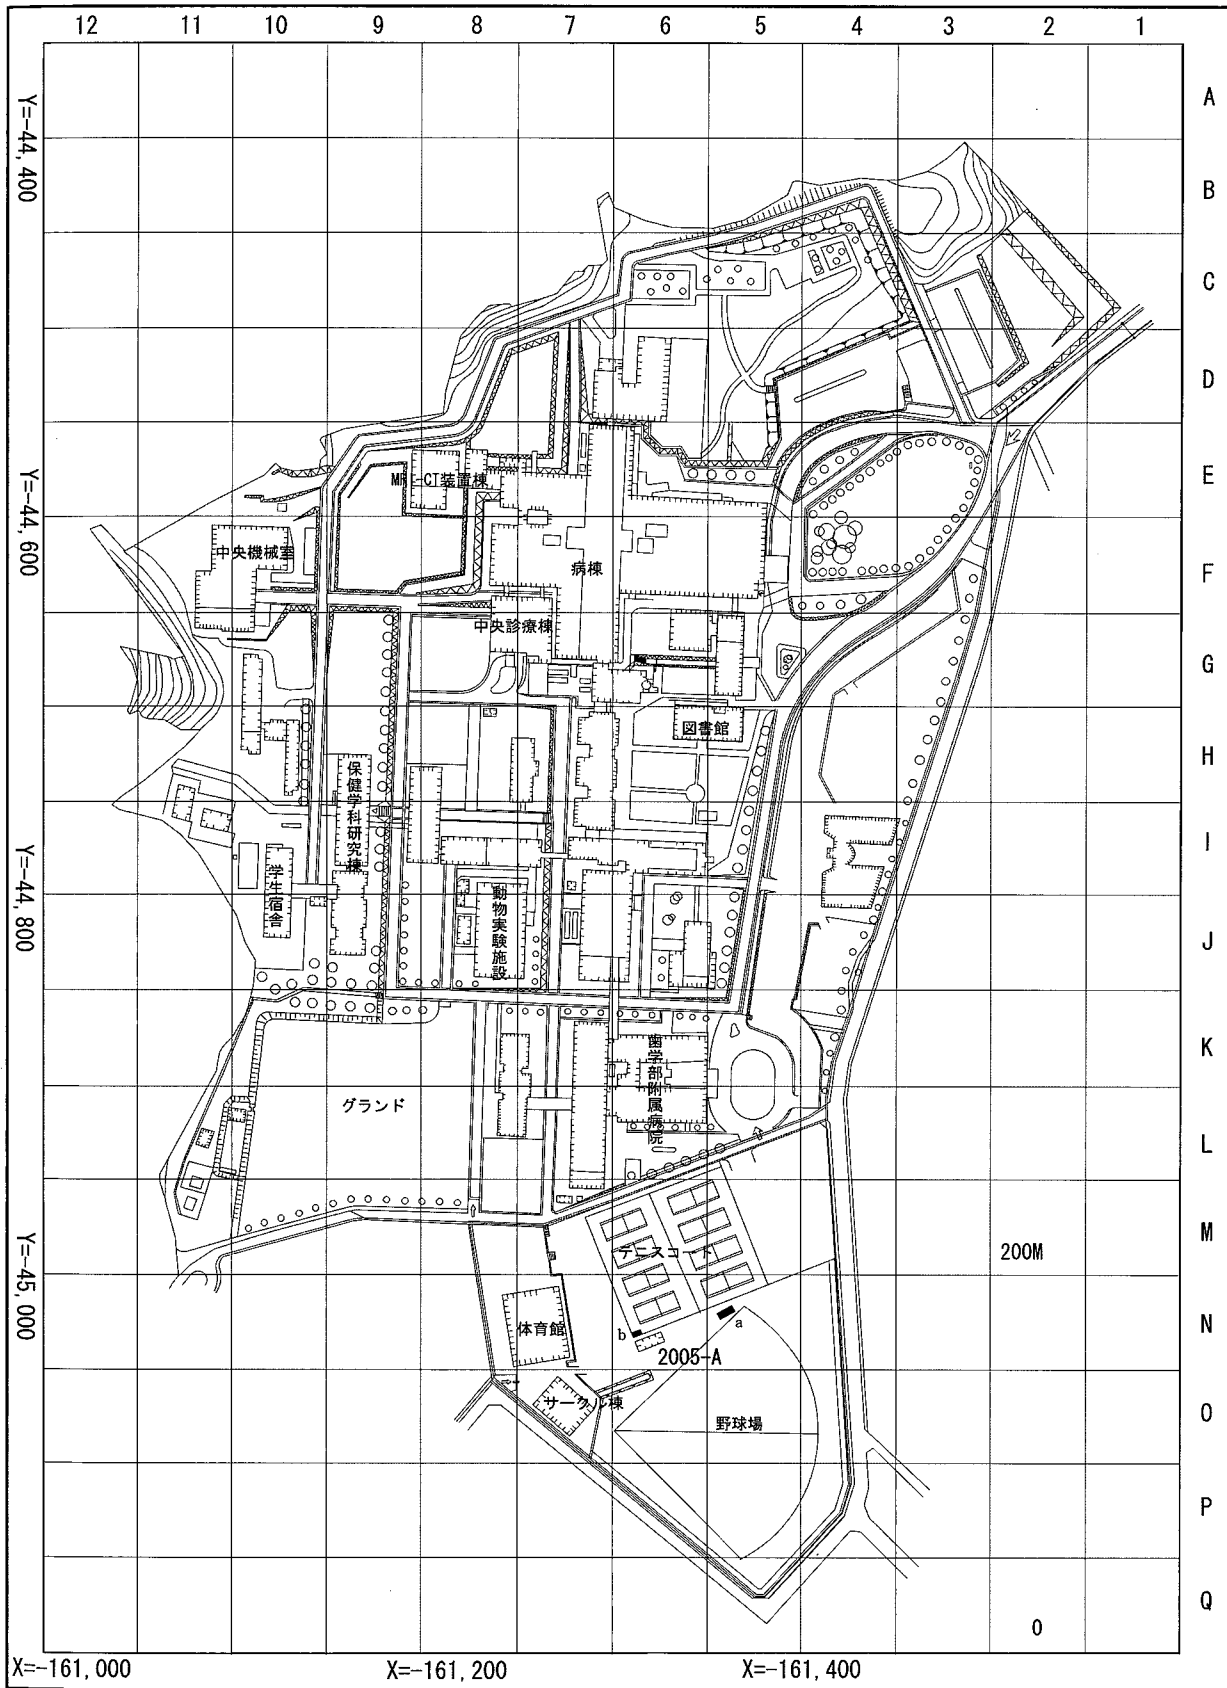 12 11 10 9 8 7 6 5 4 3 2 1
A
Y=-44,400
B
C
D
E
MRI-CT装置棟
Y=-44,600
中央機械室
病棟
F
中央診療棟
G
図書館
H
保健学科研究棟
I
学生宿舎
Y=-44,800
動物実験施設
J
歯学部附属病院
K
グランド
L
テニスコート
M
200M
Y=-45,000
体育館
a
b
N
2005-A
サークル棟
野球場
O
P
Q
0
X=-161,000 X=-161,200 X=-161,400